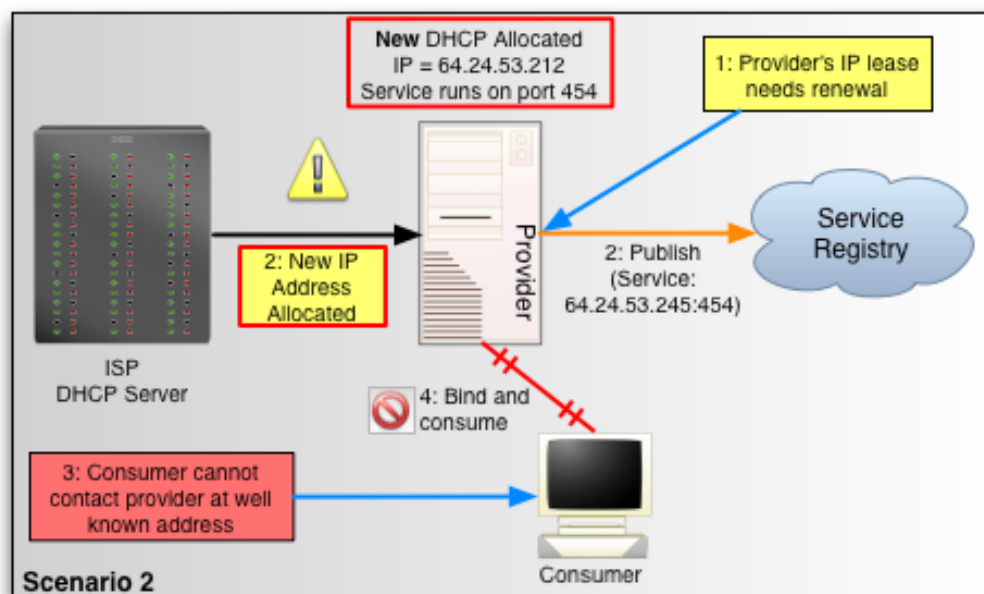 New DHCP Allocated
IP = 64.24.53.212
Service runs on port 454
1: Provider's IP lease
needs renewal
2: New IP
Address
Allocated
Provider
2: Publish
(Service:
64.24.53.245:454)
Service
Registry
ISP
DHCP Server
4: Bind and
consume
3: Consumer cannot
contact provider at well
known address
Consumer
Scenario 2